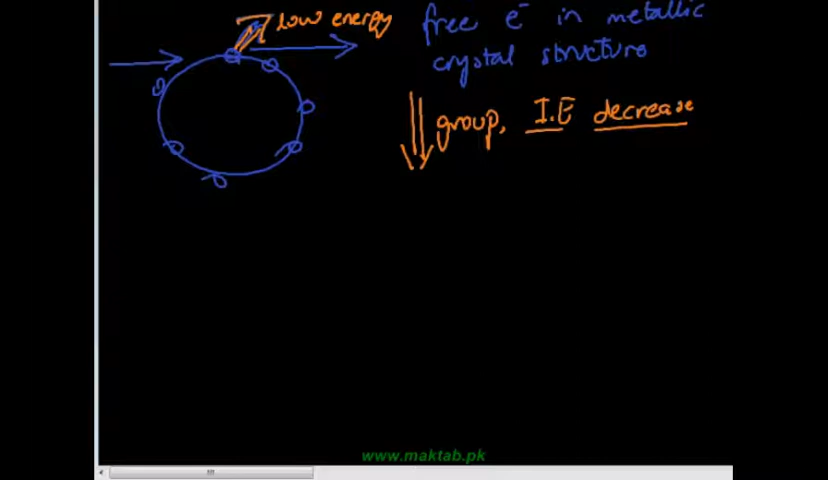 Low energy
free e⁻ in metallic
crystal structure
group, I.E decrease
www.maktab.pk